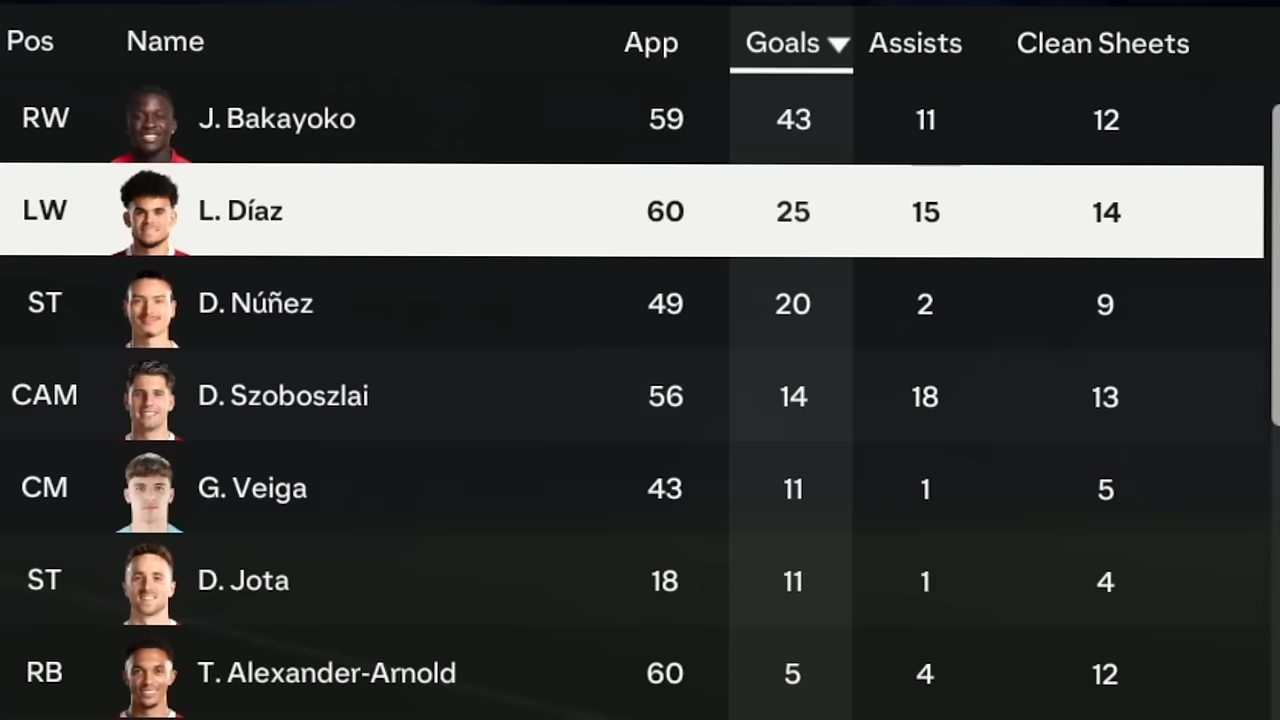 Pos Name App Goals Assists Clean Sheets
RW J. Bakayoko 59 43 11 12
LW L. Díaz 60 25 15 14
ST D. Núñez 49 20 2 9
CAM D. Szoboszlai 56 14 18 13
CM G. Veiga 43 11 1 5
ST D. Jota 18 11 1 4
RB T. Alexander-Arnold 60 5 4 12